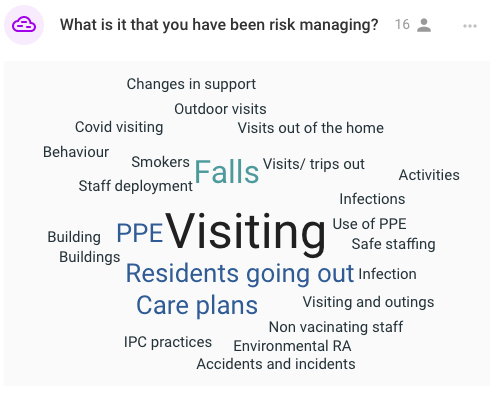 What is it that you have been risk managing? 16
Changes in support
Outdoor visits
Covid visiting
Visits out of the home
Behaviour
Smokers
Falls
Visits/ trips out
Activities
Staff deployment
Infections
PPE
Visiting
Use of PPE
Building
Safe staffing
Buildings
Residents going out
Infection
Care plans
Visiting and outings
Non vacinating staff
IPC practices
Environmental RA
Accidents and incidents